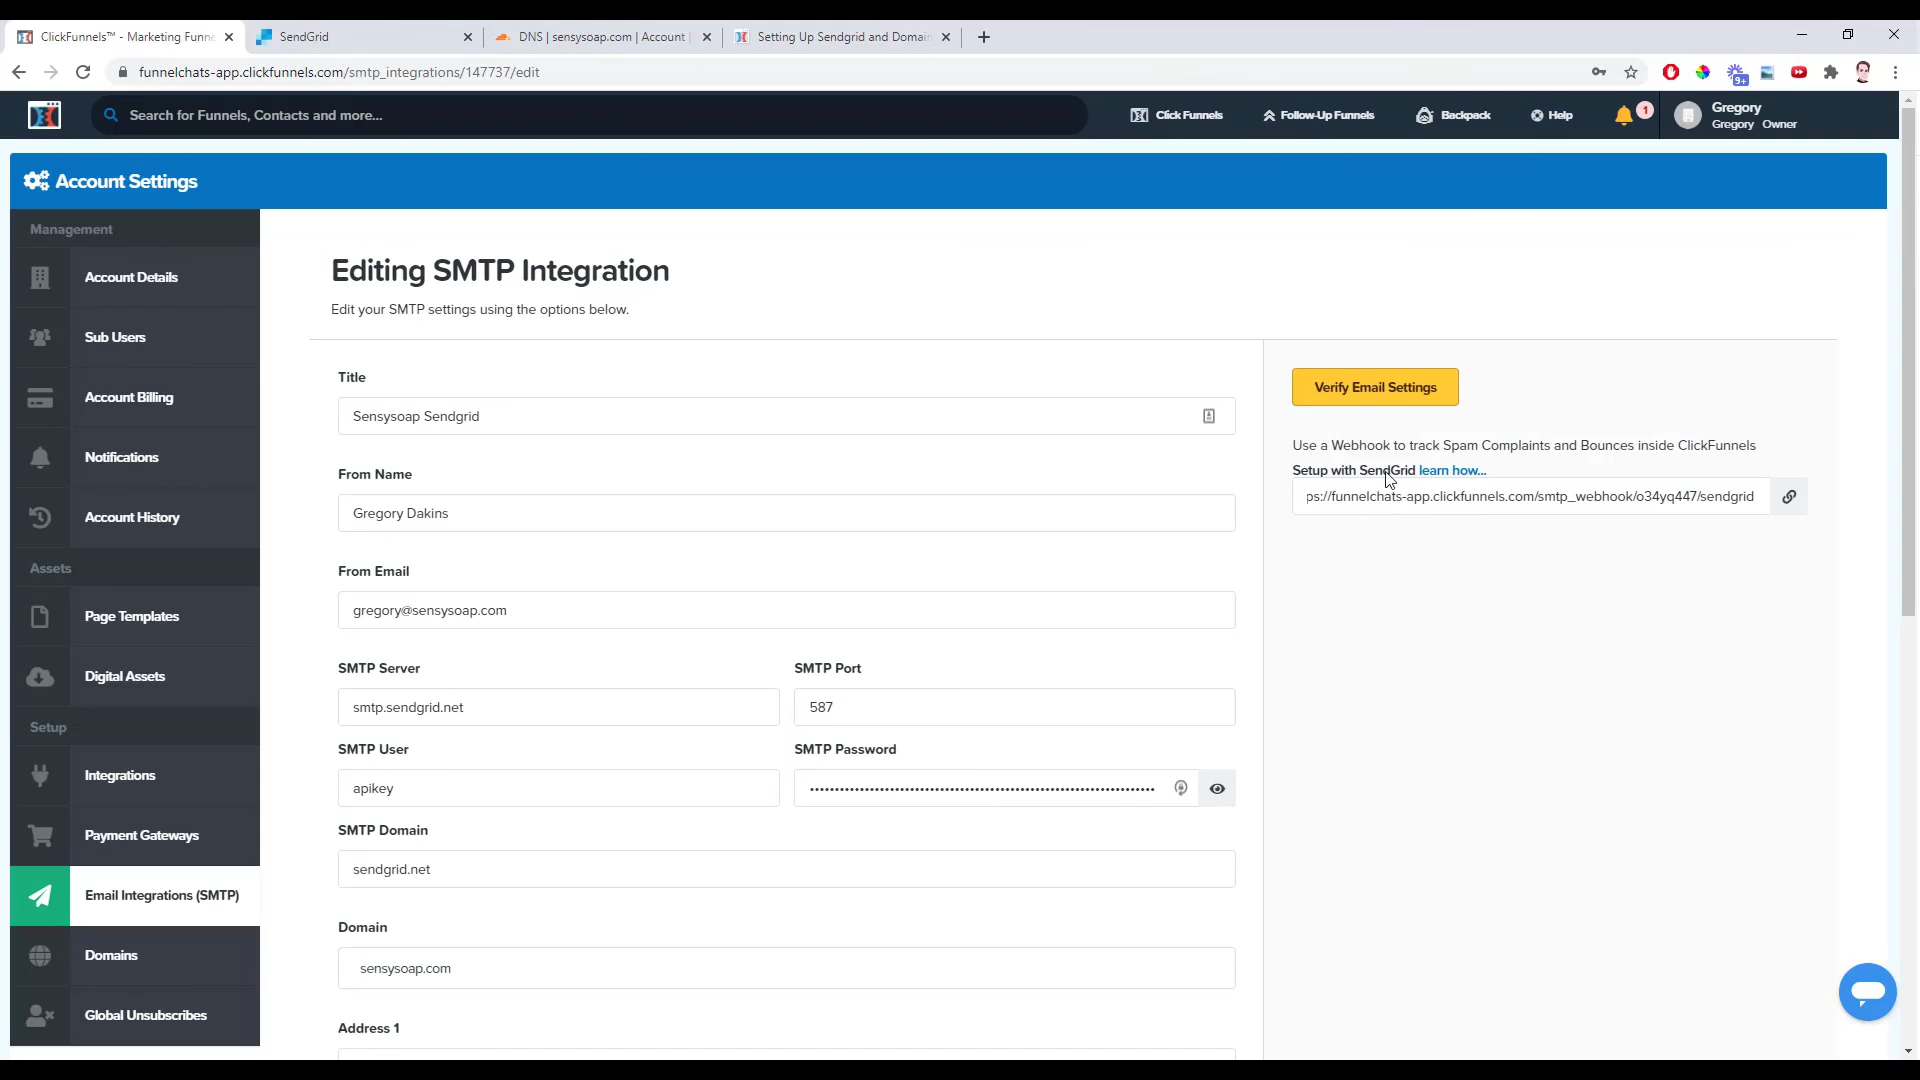 ClickFunnels™ - Marketing Funne
SendGrid
DNS | sensysoap.com | Account
Setting Up Sendgrid and Domain
funnelchats-app.clickfunnels.com/smtp_integrations/147737/edit
9+
Search for Funnels, Contacts and more...
Click Funnels
Follow-Up Funnels
Backpack
Help
1
Gregory
Gregory Owner
Account Settings
Management
Account Details
Sub Users
Account Billing
Notifications
Account History
Assets
Page Templates
Digital Assets
Setup
Integrations
Payment Gateways
Email Integrations (SMTP)
Domains
Global Unsubscribes
Editing SMTP Integration
Edit your SMTP settings using the options below.
Title
Sensysoap Sendgrid
From Name
Gregory Dakins
From Email
gregory@sensysoap.com
SMTP Server
SMTP Port
smtp.sendgrid.net
587
SMTP User
SMTP Password
apikey
SMTP Domain
sendgrid.net
Domain
sensysoap.com
Address 1
Verify Email Settings
Use a Webhook to track Spam Complaints and Bounces inside ClickFunnels
Setup with SendGrid learn how...
ps://funnelchats-app.clickfunnels.com/smtp_webhook/o34yq447/sendgrid